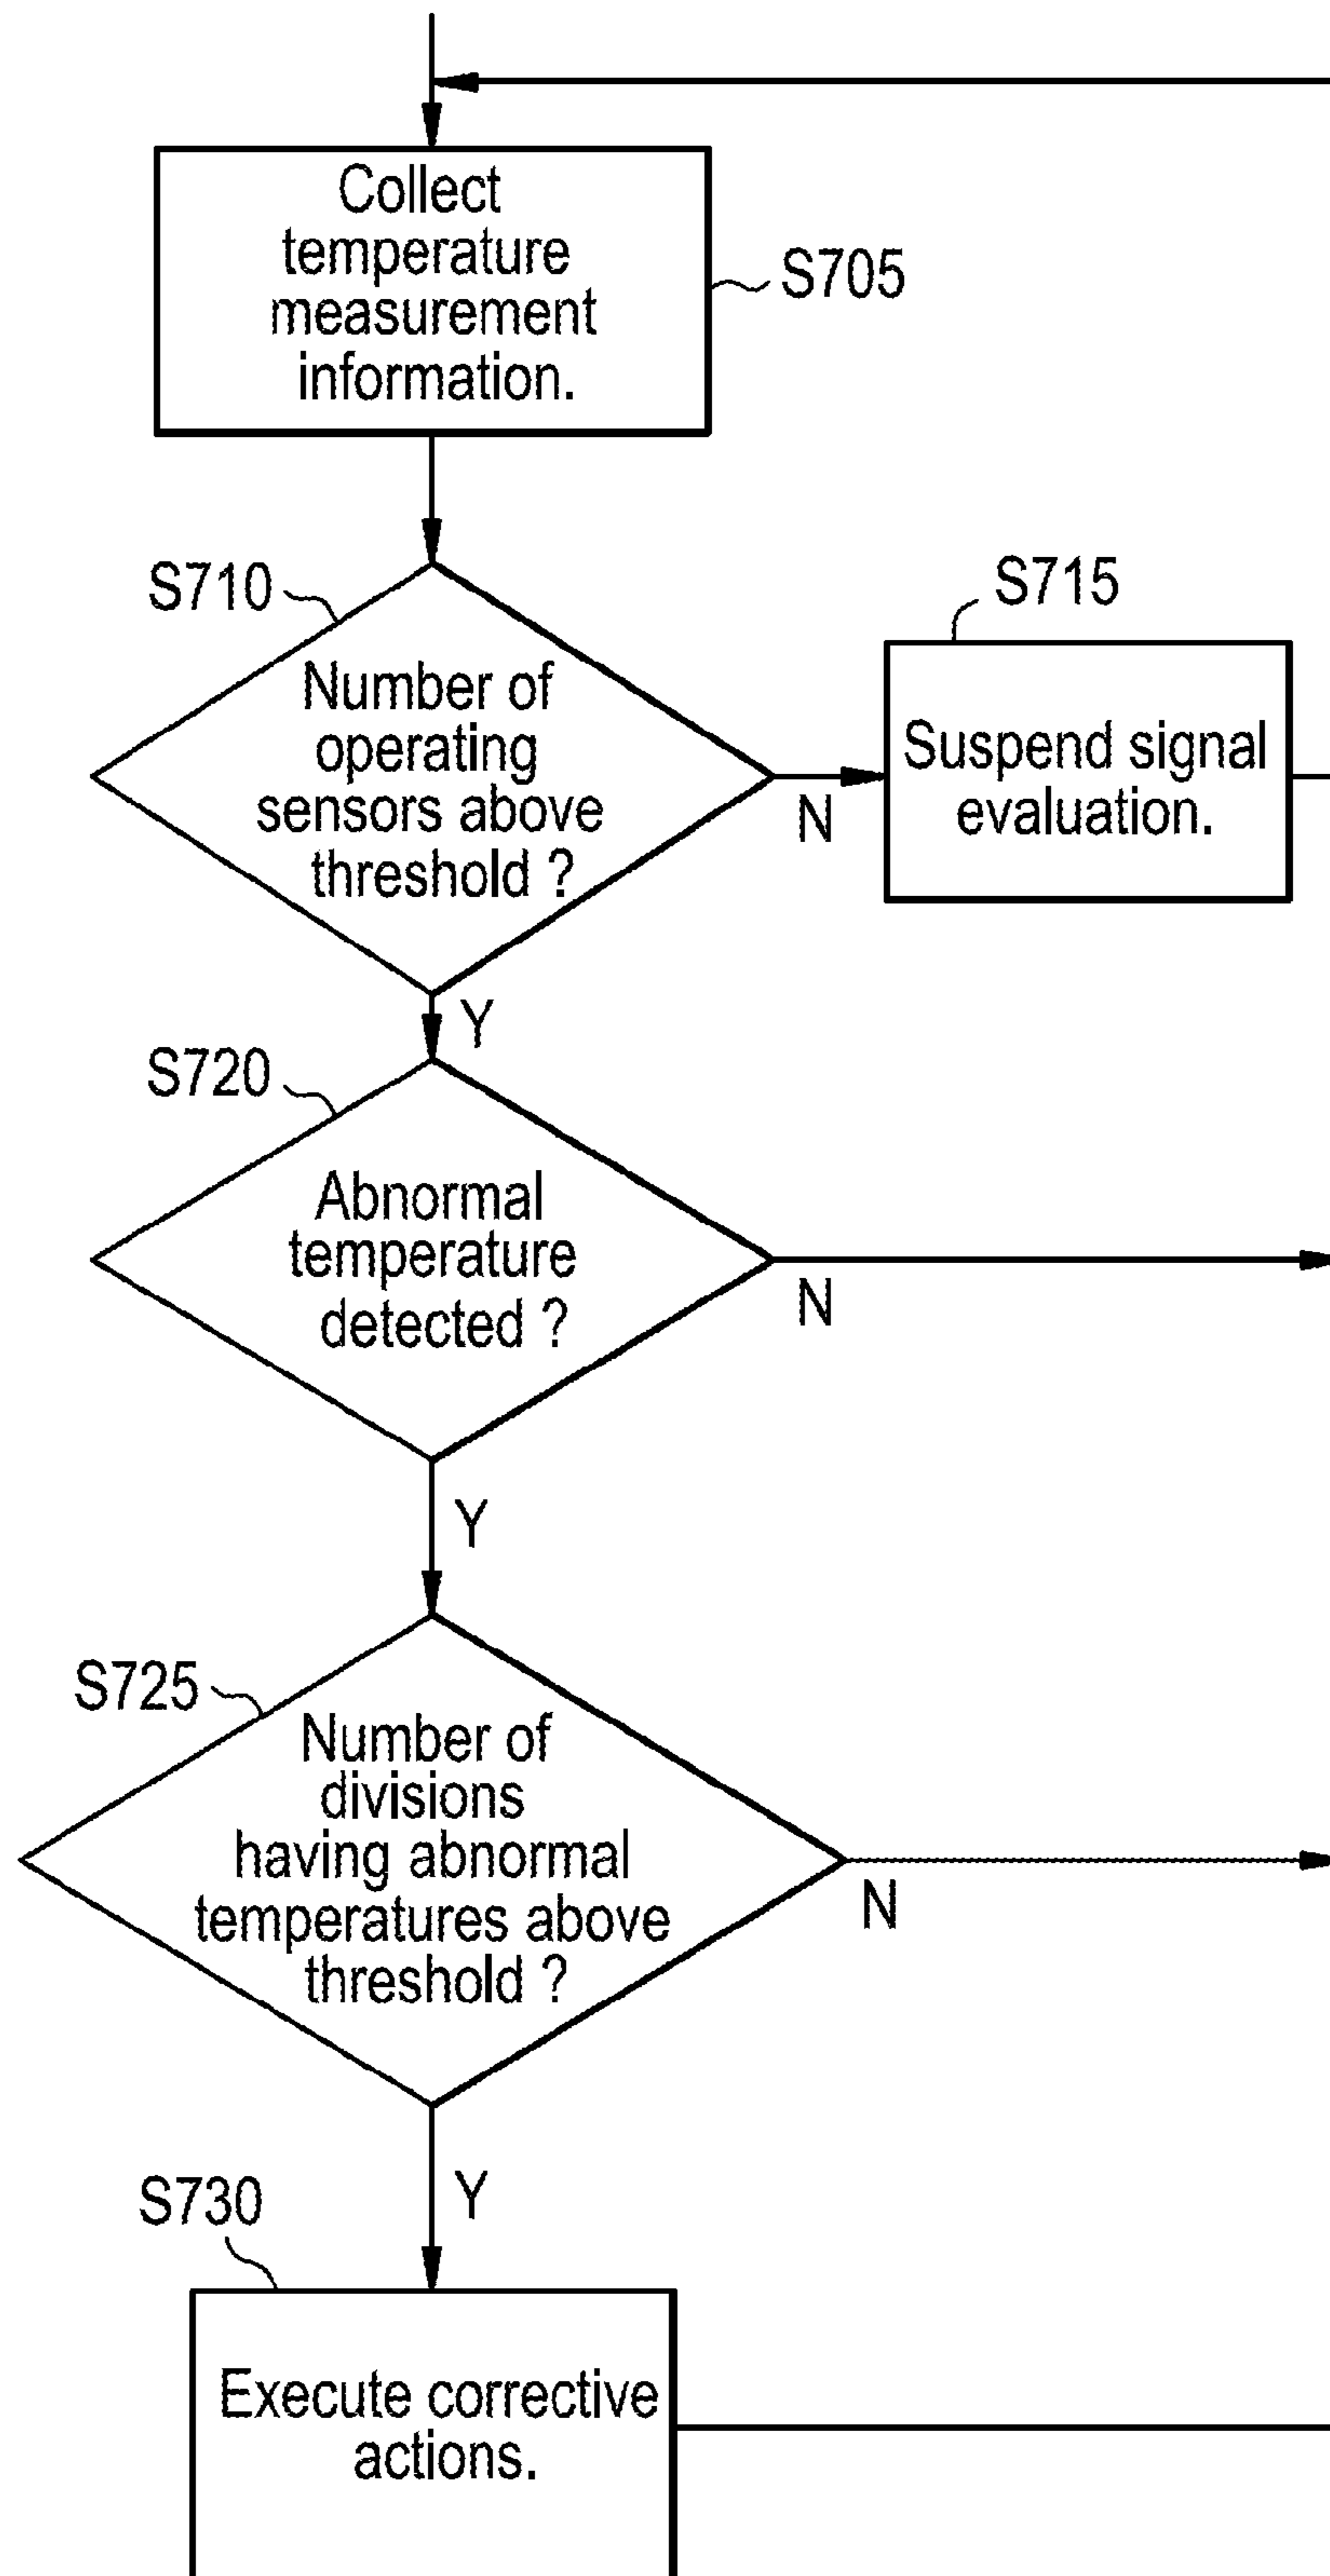 Collect
temperature
measurement
information.
S705
S710
Number of
operating
sensors above
threshold ?
N
S715
Suspend signal
evaluation.
Y
S720
Abnormal
temperature
detected ?
N
Y
S725
Number of
divisions
having abnormal
temperatures above
threshold ?
N
Y
S730
Execute corrective
actions.